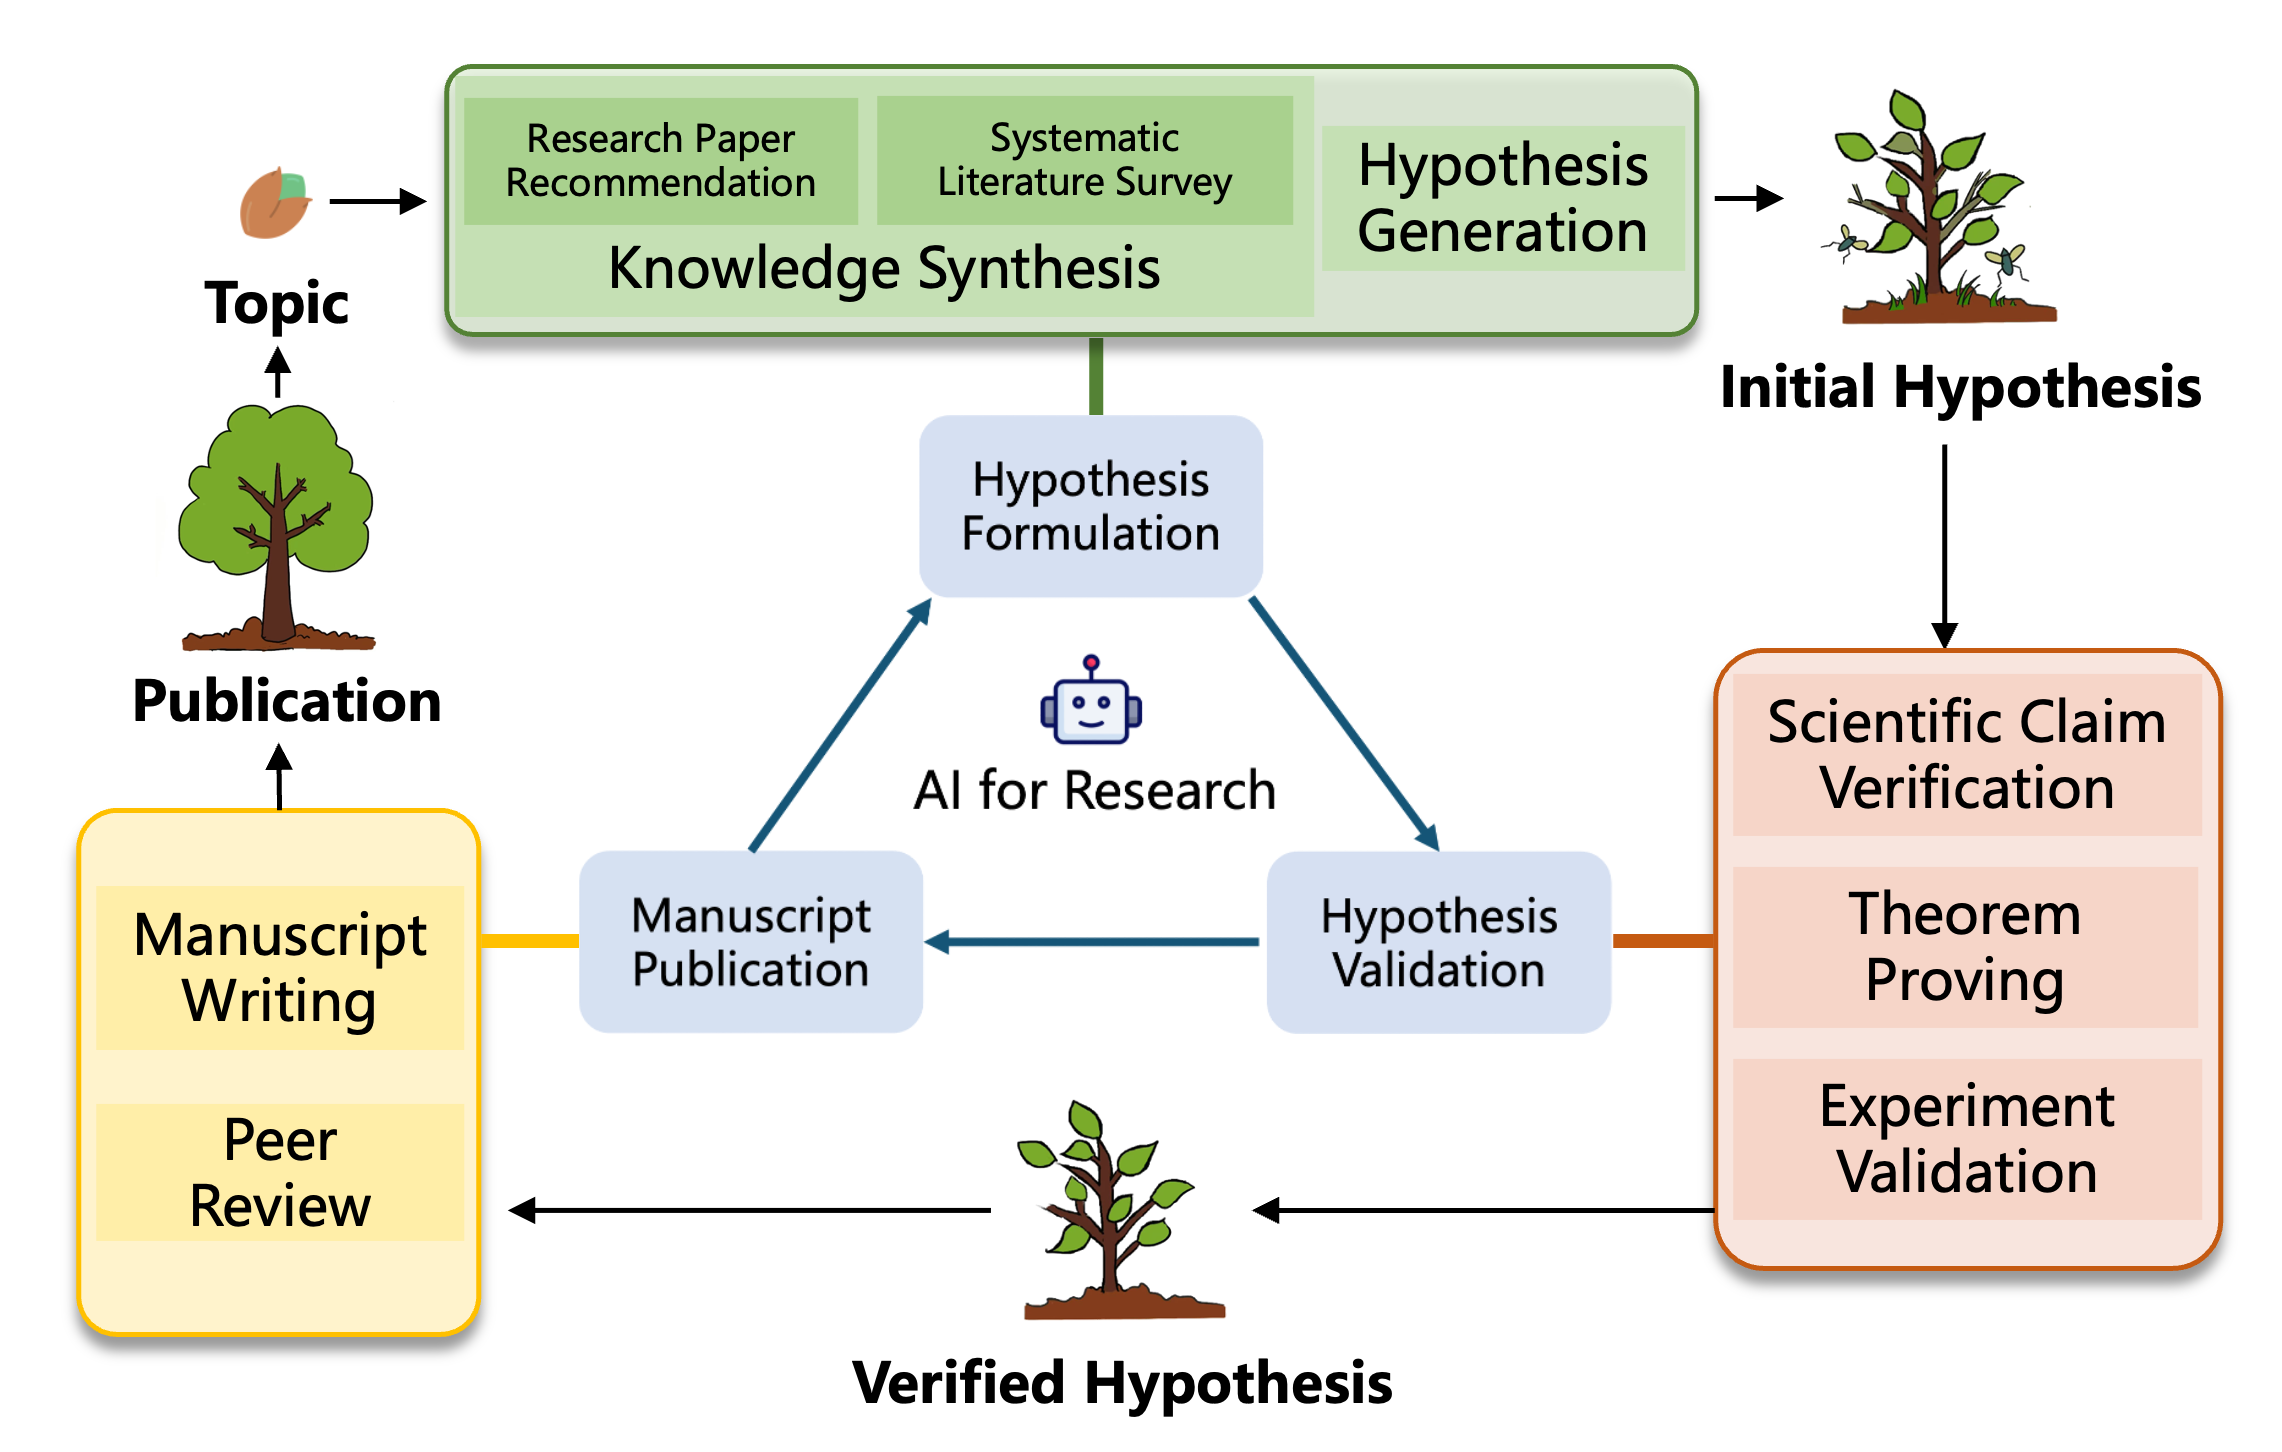 Research Paper
Recommendation
Systematic
Literature Survey
Knowledge Synthesis
Hypothesis
Generation
Topic
Initial Hypothesis
Hypothesis
Formulation
AI for Research
Publication
Scientific Claim
Verification
Theorem
Proving
Experiment
Validation
Hypothesis
Validation
Manuscript
Publication
Manuscript
Writing
Peer
Review
Verified Hypothesis